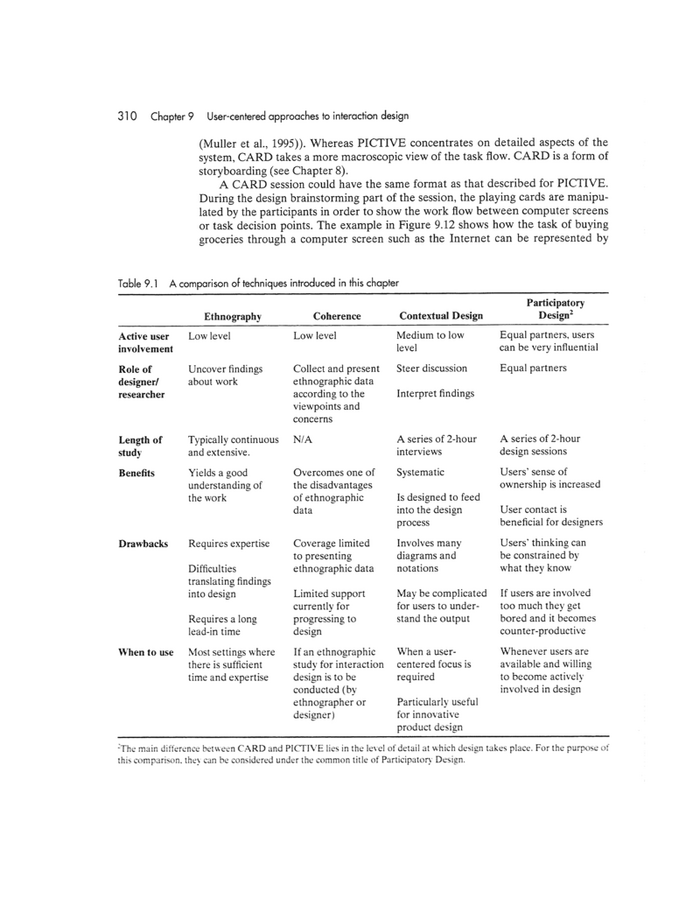 310 Chapter 9 User-centered approaches to interaction design
(Muller et al., 1995)). Whereas PICTIVE concentrates on detailed aspects of the
system, CARD takes a more macroscopic view of the task flow. CARD is a form of
storyboarding (see Chapter 8).
A CARD session could have the same format as that described for PICTIVE.
During the design brainstorming part of the session, the playing cards are manipu-
lated by the participants in order to show the work flow between computer screens
or task decision points. The example in Figure 9.12 shows how the task of buying
groceries through a computer screen such as the Internet can be represented by
Table 9.1 A comparison of techniques introduced in this chapter
Participatory
Ethnography Coherence Contextual Design Design²
Active user Low level Low level Medium to low Equal partners, users
involvement level can be very influential
Role of Uncover findings Collect and present Steer discussion Equal partners
designer/ about work ethnographic data
researcher according to the Interpret findings
viewpoints and
concerns
Length of Typically continuous N/A A series of 2-hour A series of 2-hour
study and extensive. interviews design sessions
Benefits Yields a good Overcomes one of Systematic Users' sense of
understanding of the disadvantages ownership is increased
the work of ethnographic Is designed to feed
data into the design User contact is
process beneficial for designers
Drawbacks Requires expertise Coverage limited Involves many Users' thinking can
to presenting diagrams and be constrained by
Difficulties ethnographic data notations what they know
translating findings
into design Limited support May be complicated If users are involved
currently for for users to under- too much they get
Requires a long progressing to stand the output bored and it becomes
lead-in time design counter-productive
When to use Most settings where If an ethnographic When a user- Whenever users are
there is sufficient study for interaction centered focus is available and willing
time and expertise design is to be required to become actively
conducted (by involved in design
ethnographer or Particularly useful
designer) for innovative
product design
²The main difference between CARD and PICTIVE lies in the level of detail at which design takes place. For the purpose of
this comparison, they can be considered under the common title of Participatory Design.